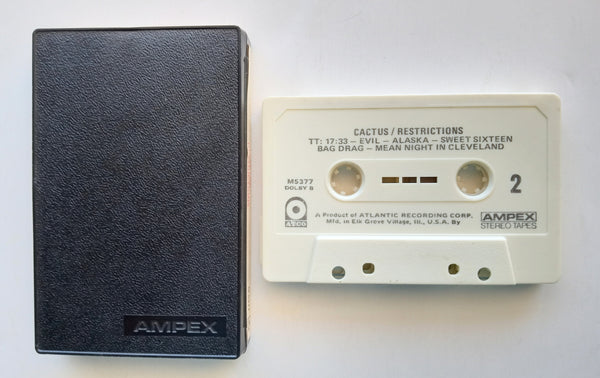 AMPEX
CACTUS / RESTRICTIONS
TT: 17:33 – EVIL – ALASKA – SWEET SIXTEEN
BAG DRAG – MEAN NIGHT IN CLEVELAND
M5377
DOLBY B
2
ATCO
A Product of ATLANTIC RECORDING CORP.
Mfd. in Elk Grove Village, Ill., U.S.A. By
AMPEX
STEREO TAPES